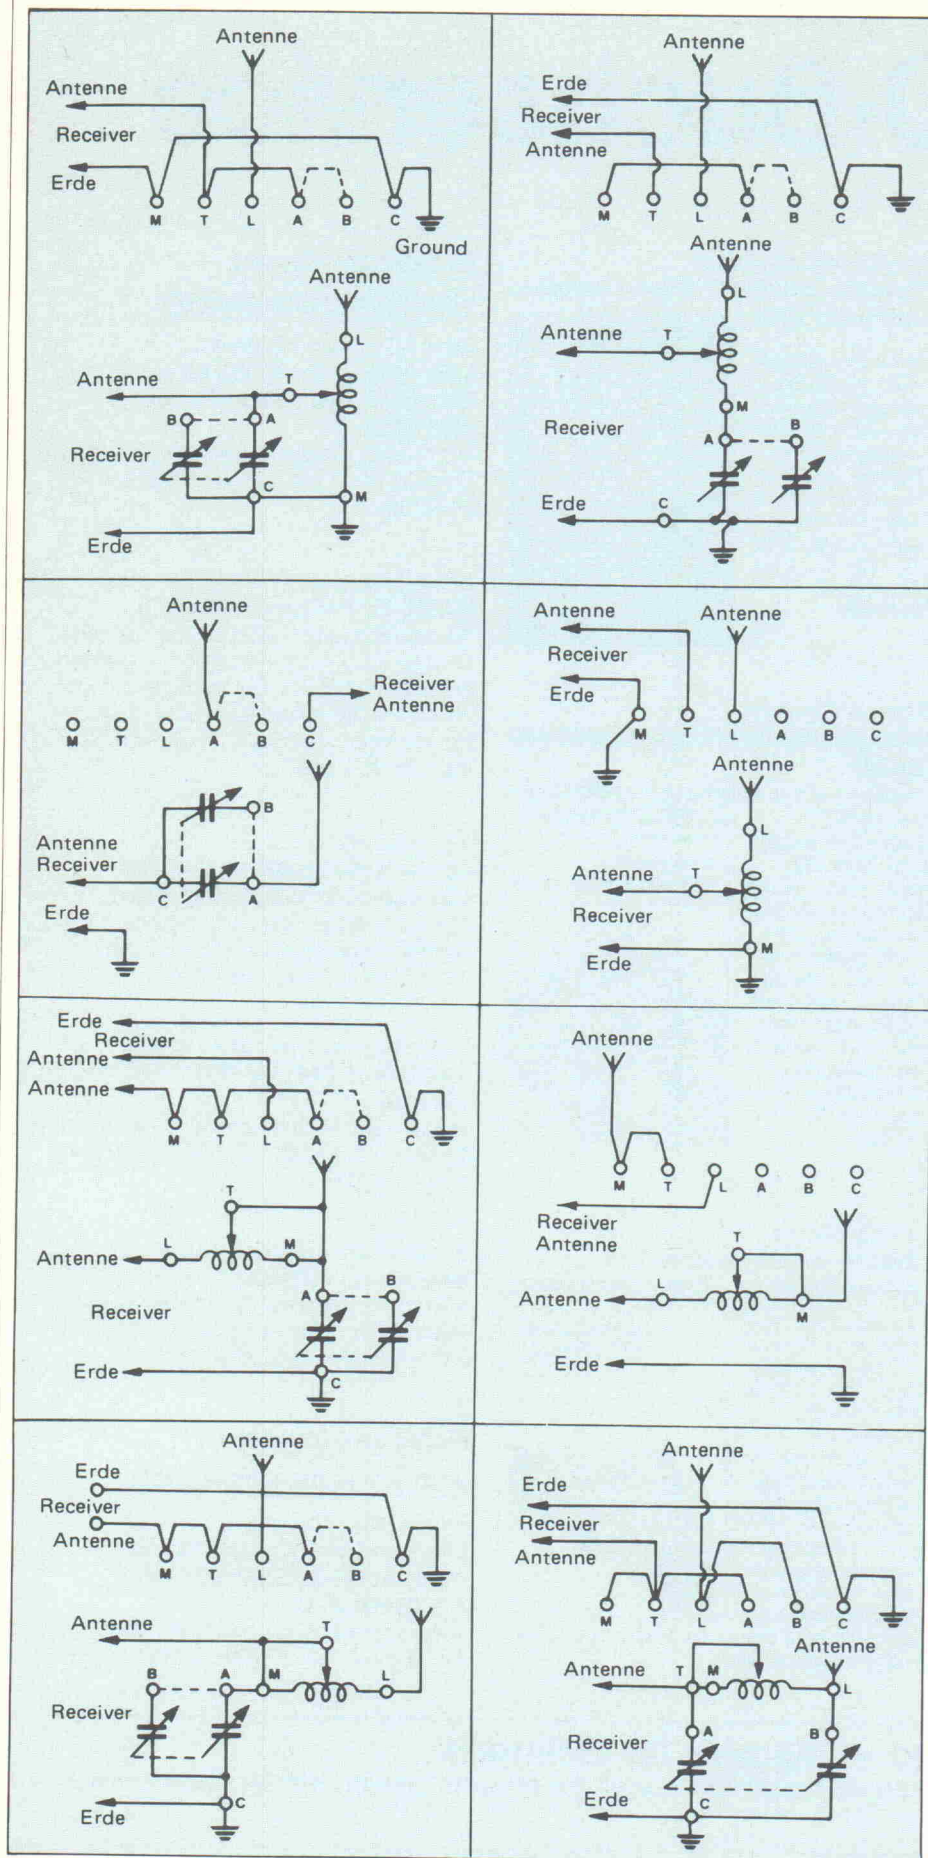 Antenne
Antenne
Receiver
Erde
M T L A B C
Ground
Antenne
L
Antenne T
B A
Receiver
C M
Erde
Antenne
Erde
Receiver
Antenne
M T L A B C
Antenne
L
Antenne T
M
Receiver A B
Erde C
Antenne
Receiver
Antenne
M T L A B C
B
Antenne
Receiver
C A
Erde
Antenne
Antenne
Receiver
Erde
M T L A B C
Antenne
L
Antenne T
Receiver
M
Erde
Erde
Receiver
Antenne
Antenne
M T L A B C
T
Antenne L M
A B
Receiver
Erde
C
Antenne
M T L A B C
Receiver
Antenne
T
L
Antenne
M
Erde
Antenne
Erde
Receiver
Antenne
M T L A B C
Antenne T
B A M L
Receiver
C
Erde
Antenne
Erde
Receiver
Antenne
M T L A B C
Antenne
Antenne T M L
A B
Receiver
C
Erde